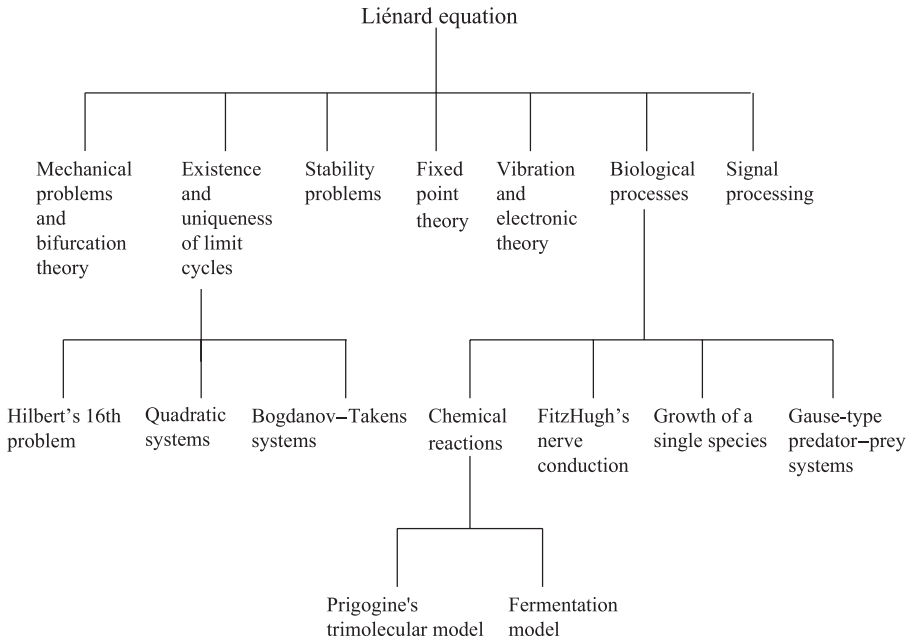 Liénard equation
Mechanical
problems
and
bifurcation
theory
Existence
and
uniqueness
of limit
cycles
Stability
problems
Fixed
point
theory
Vibration
and
electronic
theory
Biological
processes
Signal
processing
Hilbert's 16th
problem
Quadratic
systems
Bogdanov–Takens
systems
Chemical
reactions
FitzHugh's
nerve
conduction
Growth of a
single species
Gause-type
predator–prey
systems
Prigogine's
trimolecular model
Fermentation
model